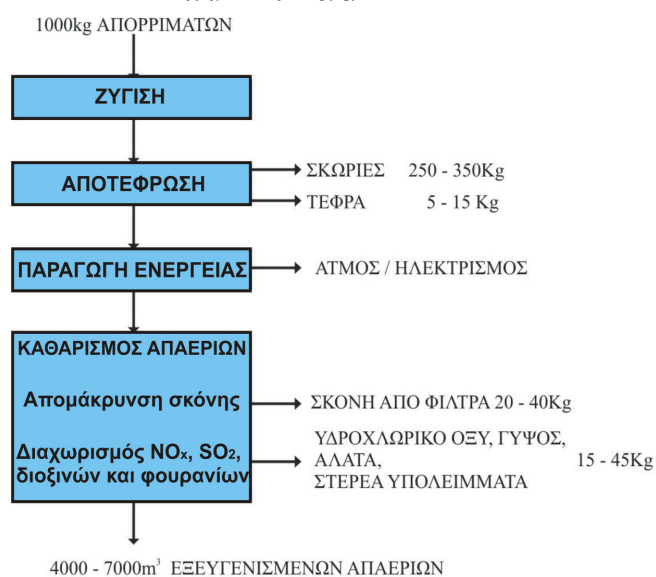 1000kg ΑΠΟΡΡΙΜΑΤΩΝ
ΖΥΓΙΣΗ
ΑΠΟΤΕΦΡΩΣΗ
ΣΚΩΡΙΕΣ 250 - 350Kg
ΤΕΦΡΑ 5 - 15 Kg
ΠΑΡΑΓΩΓΗ ΕΝΕΡΓΕΙΑΣ
ΑΤΜΟΣ / ΗΛΕΚΤΡΙΣΜΟΣ
ΚΑΘΑΡΙΣΜΟΣ ΑΠΑΕΡΙΩΝ
Απομάκρυνση σκόνης
ΣΚΟΝΗ ΑΠΟ ΦΙΛΤΡΑ 20 - 40Kg
Διαχωρισμός NOx, SO2,
διοξινών και φουρανίων
ΥΔΡΟΧΛΩΡΙΚΟ ΟΞΥ, ΓΥΨΟΣ,
ΑΛΑΤΑ, 15 - 45Kg
ΣΤΕΡΕΑ ΥΠΟΛΕΙΜΜΑΤΑ
4000 - 7000m³ ΕΞΕΥΓΕΝΙΣΜΕΝΩΝ ΑΠΑΕΡΙΩΝ